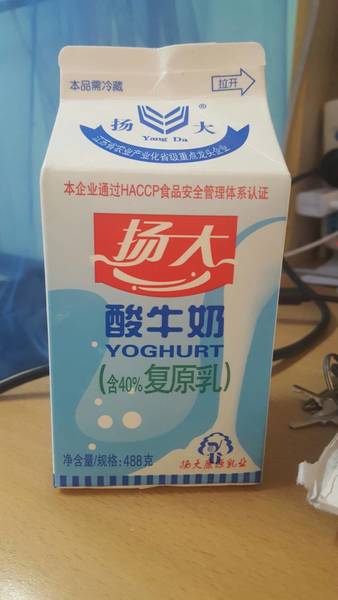 本品需冷藏
拉开
®
扬 大
Yang Da
江苏省农业产业化省级重点龙头企业
本企业通过HACCP食品安全管理体系认证
扬大
酸牛奶
YOGHURT
(含40%复原乳)
净含量/规格:488克
扬大康源乳业